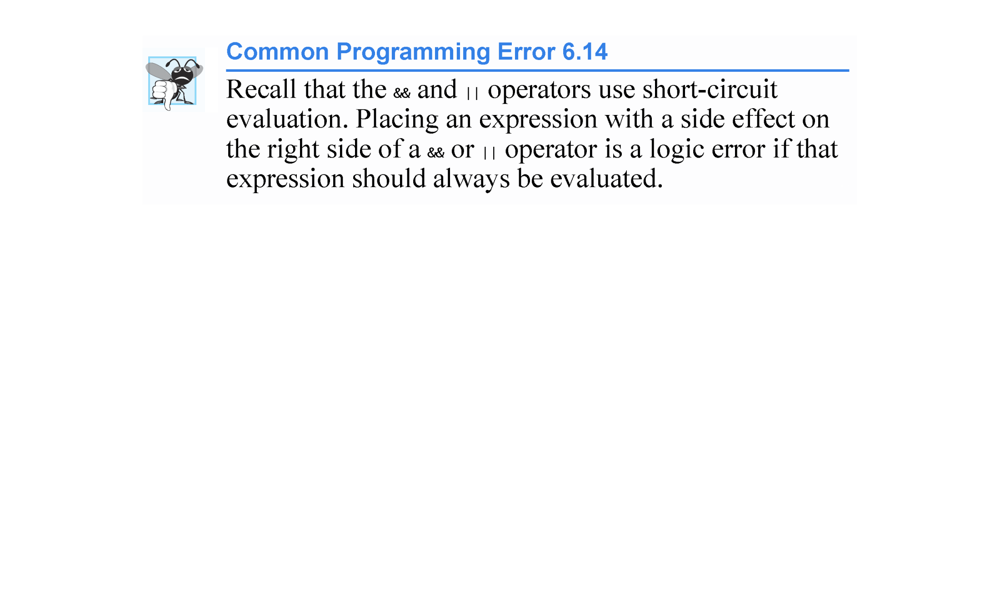 Common Programming Error 6.14
Recall that the && and || operators use short-circuit
evaluation. Placing an expression with a side effect on
the right side of a && or || operator is a logic error if that
expression should always be evaluated.